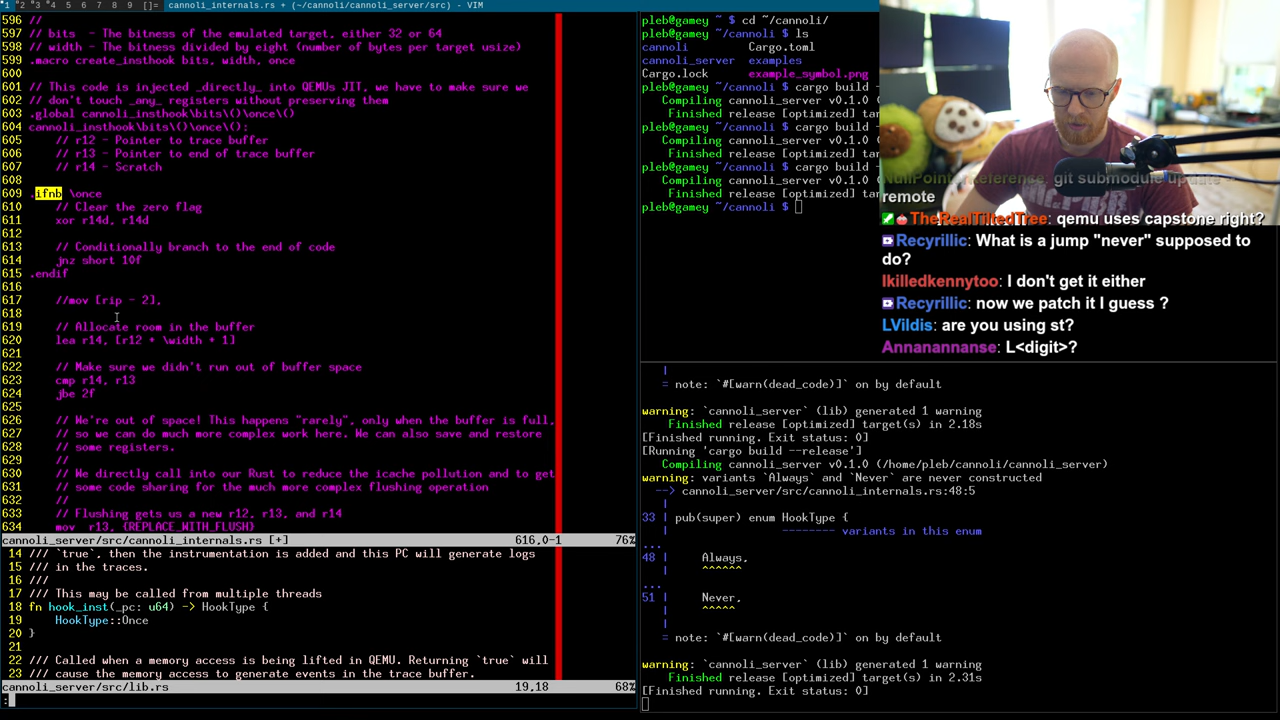 1 2 3 4 5 6 7 8 9 []= cannoli_internals.rs + (~/cannoli/cannoli_server/src) - VIM
596 //
597 // bits - The bitness of the emulated target, either 32 or 64
598 // width - The bitness divided by eight (number of bytes per target usize)
599 .macro create_insthook bits, width, once
600
601 // This code is injected _directly_ into QEMUs JIT, we have to make sure we
602 // don't touch _any_ registers without preserving them
603 .global cannoli_insthook\bits\()\once\()
604 cannoli_insthook\bits\()\once\():
605 // r12 - Pointer to trace buffer
606 // r13 - Pointer to end of trace buffer
607 // r14 - Scratch
608
609 .ifnb \once
610 // Clear the zero flag
611 xor r14d, r14d
612
613 // Conditionally branch to the end of code
614 jnz short 10f
615 .endif
616
617 //mov [rip - 2],
618
619 // Allocate room in the buffer
620 lea r14, [r12 + \width + 1]
621
622 // Make sure we didn't run out of buffer space
623 cmp r14, r13
624 jbe 2f
625
626 // We're out of space! This happens "rarely", only when the buffer is full,
627 // so we can do much more complex work here. We can also save and restore
628 // some registers.
629 //
630 // We directly call into our Rust to reduce the icache pollution and to get
631 // some code sharing for the much more complex flushing operation
632 //
633 // Flushing gets us a new r12, r13, and r14
634 mov r13, {REPLACE_WITH_FLUSH}
cannoli_server/src/cannoli_internals.rs [+] 616,0-1 76%
14 /// `true`, then the instrumentation is added and this PC will generate logs
15 /// in the traces.
16 ///
17 /// This may be called from multiple threads
18 fn hook_inst(_pc: u64) -> HookType {
19 HookType::Once
20 }
21
22 /// Called when a memory access is being lifted in QEMU. Returning `true` will
23 /// cause the memory access to generate events in the trace buffer.
cannoli_server/src/lib.rs 19,18 68%
:
pleb@gamey ~ $ cd ~/cannoli/
pleb@gamey ~/cannoli $ ls
cannoli Cargo.toml
cannoli_server examples
Cargo.lock example_symbol.png
pleb@gamey ~/cannoli $ cargo build -
Compiling cannoli_server v0.1.0 (
Finished release [optimized] tar
pleb@gamey ~/cannoli $ cargo build -
Compiling cannoli_server v0.1.0 (
Finished release [optimized] tar
pleb@gamey ~/cannoli $ cargo build -
Compiling cannoli_server v0.1.0 (
Finished release [optimized] tar
pleb@gamey ~/cannoli $
NullPointerReference: git submodule update --
remote
TheRealTiltedTree: qemu uses capstone right?
Recyrillic: What is a jump "never" supposed to
do?
Ikilledkennytoo: I don't get it either
Recyrillic: now we patch it I guess ?
LVildis: are you using st?
Annanannanse: L<digit>?
|
= note: `#[warn(dead_code)]` on by default
warning: `cannoli_server` (lib) generated 1 warning
Finished release [optimized] target(s) in 2.18s
[Finished running. Exit status: 0]
[Running 'cargo build --release']
Compiling cannoli_server v0.1.0 (/home/pleb/cannoli/cannoli_server)
warning: variants `Always` and `Never` are never constructed
--> cannoli_server/src/cannoli_internals.rs:48:5
|
33 | pub(super) enum HookType {
| -------- variants in this enum
...
48 | Always,
| ^^^^^^
...
51 | Never,
| ^^^^^
|
= note: `#[warn(dead_code)]` on by default
warning: `cannoli_server` (lib) generated 1 warning
Finished release [optimized] target(s) in 2.31s
[Finished running. Exit status: 0]